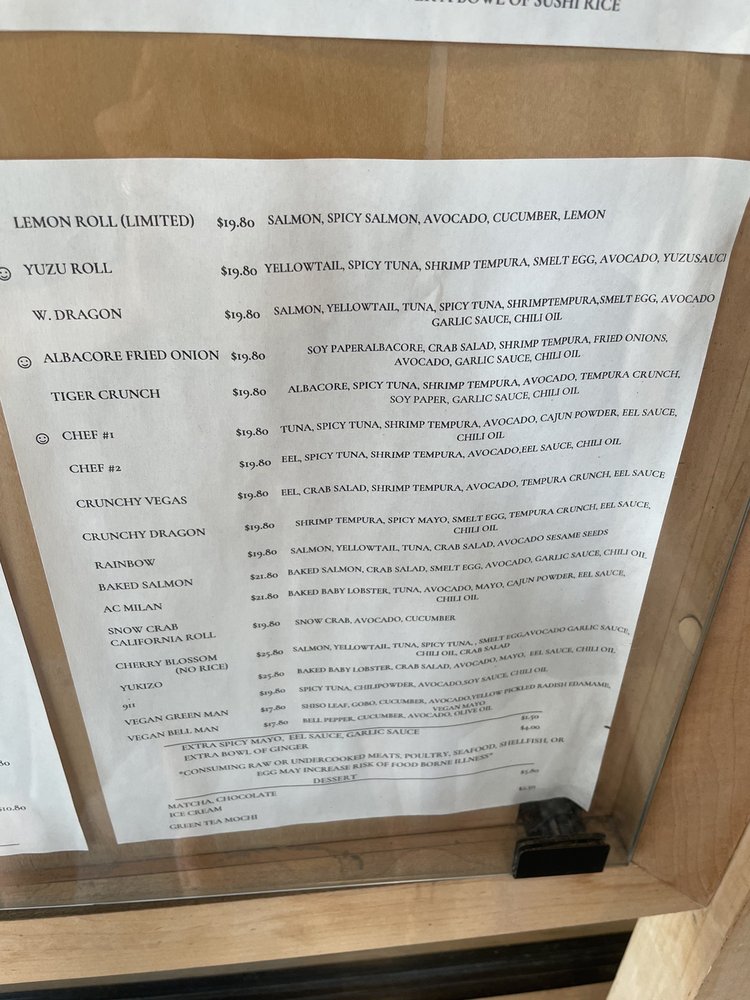 BOWL OF SUSHI RICE
LEMON ROLL (LIMITED) $19.80 SALMON, SPICY SALMON, AVOCADO, CUCUMBER, LEMON
YUZU ROLL $19.80 YELLOWTAIL, SPICY TUNA, SHRIMP TEMPURA, SMELT EGG, AVOCADO, YUZUSAUCE
W. DRAGON $19.80 SALMON, YELLOWTAIL, TUNA, SPICY TUNA, SHRIMPTEMPURA,SMELT EGG, AVOCADO
GARLIC SAUCE, CHILI OIL
ALBACORE FRIED ONION $19.80 SOY PAPERALBACORE, CRAB SALAD, SHRIMP TEMPURA, FRIED ONIONS,
AVOCADO, GARLIC SAUCE, CHILI OIL
TIGER CRUNCH $19.80 ALBACORE, SPICY TUNA, SHRIMP TEMPURA, AVOCADO, TEMPURA CRUNCH,
SOY PAPER, GARLIC SAUCE, CHILI OIL
CHEF #1 $19.80 TUNA, SPICY TUNA, SHRIMP TEMPURA, AVOCADO, CAJUN POWDER, EEL SAUCE,
CHILI OIL
CHEF #2 $19.80 EEL, SPICY TUNA, SHRIMP TEMPURA, AVOCADO,EEL SAUCE, CHILI OIL
CRUNCHY VEGAS $19.80 EEL, CRAB SALAD, SHRIMP TEMPURA, AVOCADO, TEMPURA CRUNCH, EEL SAUCE
CRUNCHY DRAGON $19.80 SHRIMP TEMPURA, SPICY MAYO, SMELT EGG, TEMPURA CRUNCH, EEL SAUCE,
CHILI OIL
RAINBOW $19.80 SALMON, YELLOWTAIL, TUNA, CRAB SALAD, AVOCADO SESAME SEEDS
BAKED SALMON $21.80 BAKED SALMON, CRAB SALAD, SMELT EGG, AVOCADO, GARLIC SAUCE, CHILI OIL
AC MILAN $21.80 BAKED BABY LOBSTER, TUNA, AVOCADO, MAYO, CAJUN POWDER, EEL SAUCE,
CHILI OIL
SNOW CRAB
CALIFORNIA ROLL $19.80 SNOW CRAB, AVOCADO, CUCUMBER
CHERRY BLOSSOM
(NO RICE) $25.80 SALMON, YELLOWTAIL, TUNA, SPICY TUNA, , SMELT EGG,AVOCADO GARLIC SAUCE,
CHILI OIL, CRAB SALAD
YUKIZO $25.80 BAKED BABY LOBSTER, CRAB SALAD, AVOCADO, MAYO, EEL SAUCE, CHILI OIL
911 $19.80 SPICY TUNA, CHILIPOWDER, AVOCADO,SOY SAUCE, CHILI OIL
VEGAN GREEN MAN $17.80 SHISO LEAF, GOBO, CUCUMBER, AVOCADO,YELLOW PICKLED RADISH EDAMAME,
VEGAN MAYO
VEGAN BELL MAN $17.80 BELL PEPPER, CUCUMBER, AVOCADO, OLIVE OIL
EXTRA SPICY MAYO, EEL SAUCE, GARLIC SAUCE $1.50
EXTRA BOWL OF GINGER $4.00
*CONSUMING RAW OR UNDERCOOKED MEATS, POULTRY, SEAFOOD, SHELLFISH, OR
EGG MAY INCREASE RISK OF FOOD BORNE ILLNESS*
DESSERT
MATCHA, CHOCOLATE
ICE CREAM $5.80
GREEN TEA MOCHI
$10.80